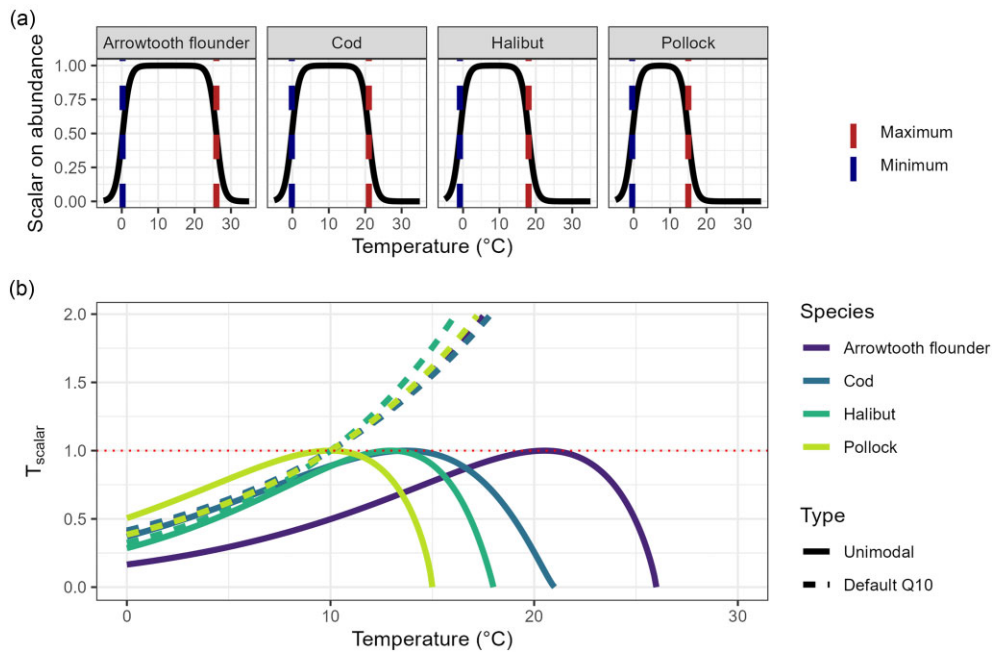 (a)
Arrowtooth flounder Cod Halibut Pollock
Scalar on abundance
1.00
0.75
0.50
0.25
0.00
0 10 20 30 0 10 20 30 0 10 20 30 0 10 20 30
Temperature (°C)
Maximum
Minimum
(b)
Tscalar
2.0
1.5
1.0
0.5
0.0
0 10 20 30
Temperature (°C)
Species
Arrowtooth flounder
Cod
Halibut
Pollock
Type
Unimodal
Default Q10